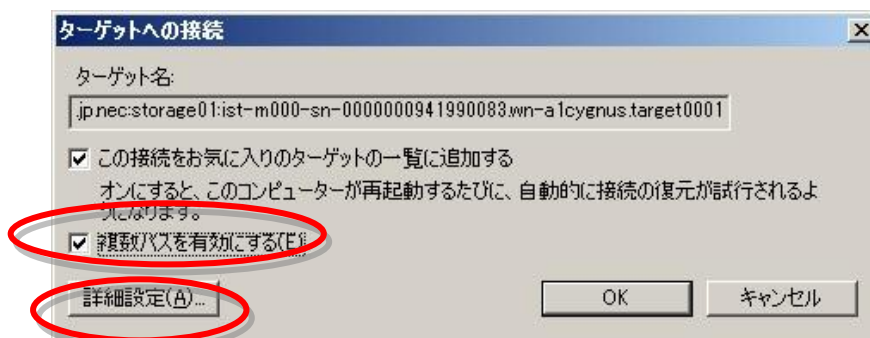 ターゲットへの接続
ターゲット名:
.jp.nec:storage01:ist-m000-sn-0000000941990083.wn-a1cygnus.target0001
この接続をお気に入りのターゲットの一覧に追加する
オンにすると、このコンピューターが再起動するたびに、自動的に接続の復元が試行されるよ
うになります。
複数パスを有効にする(E)
詳細設定(A)...
OK
キャンセル